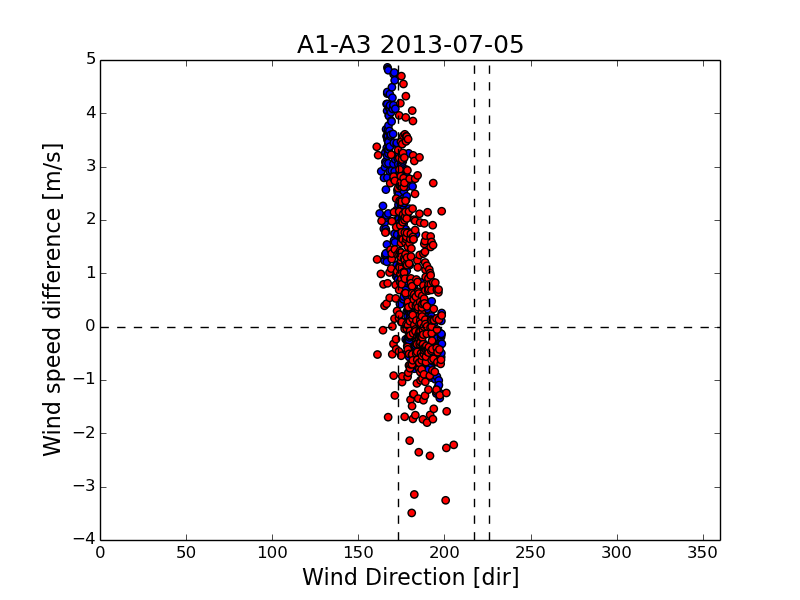 A1-A3 2013-07-05
Wind speed difference [m/s]
5
4
3
2
1
0
−1
−2
−3
−4
0 50 100 150 200 250 300 350
Wind Direction [dir]